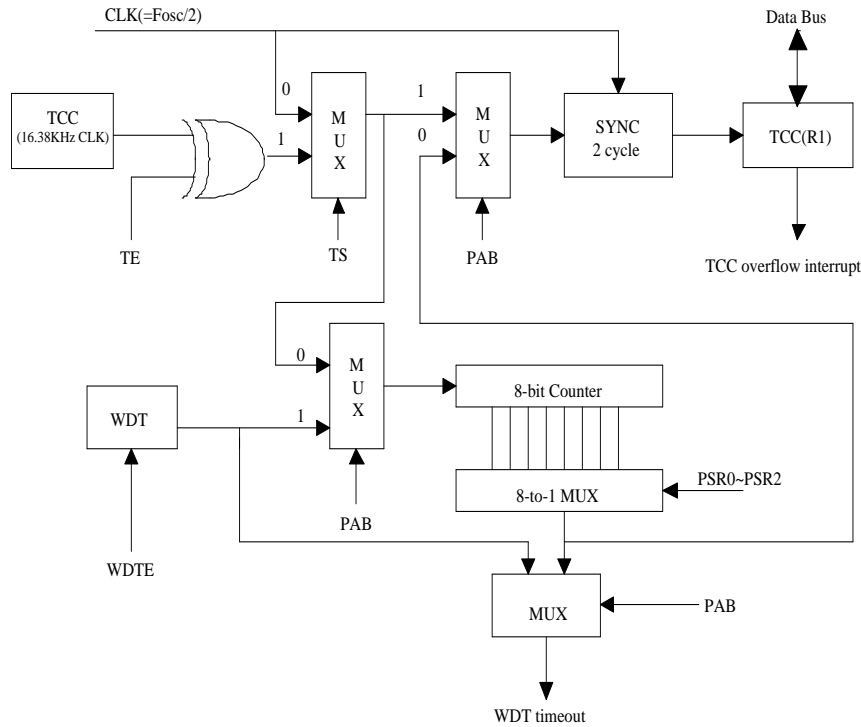 CLK(=Fosc/2)
Data Bus
TCC
(16.38KHz CLK)
0
1
M
U
X
1
0
M
U
X
SYNC
2 cycle
TCC(R1)
TE
TS
PAB
TCC overflow interrupt
0
1
M
U
X
8-bit Counter
WDT
8-to-1 MUX
PSR0~PSR2
PAB
WDTE
MUX
PAB
WDT timeout